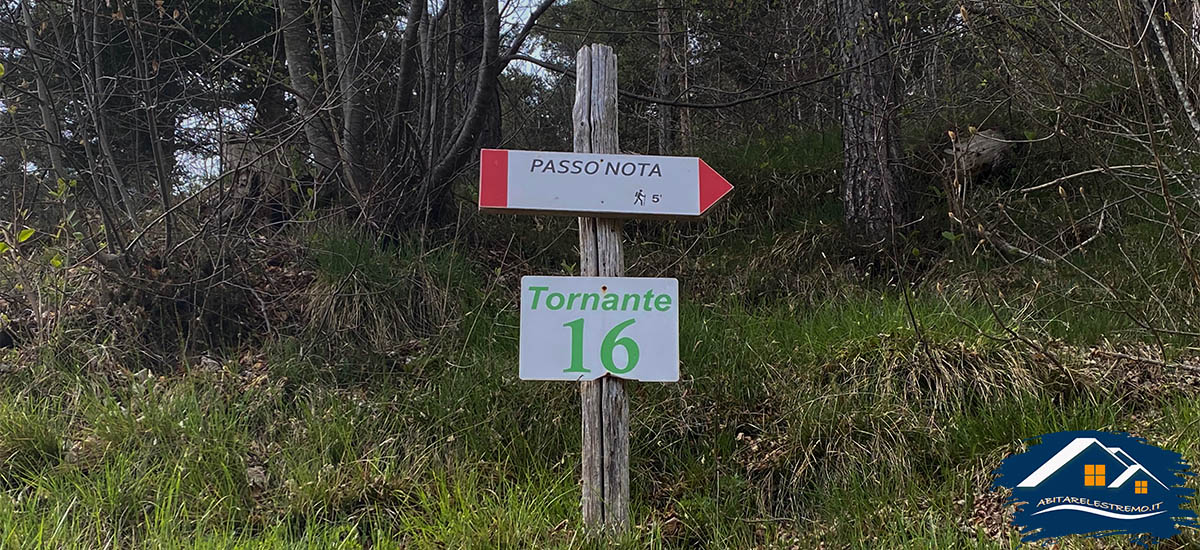 PASSO NOTA
5'
Tornante
16
ABITARELESTREMO.IT